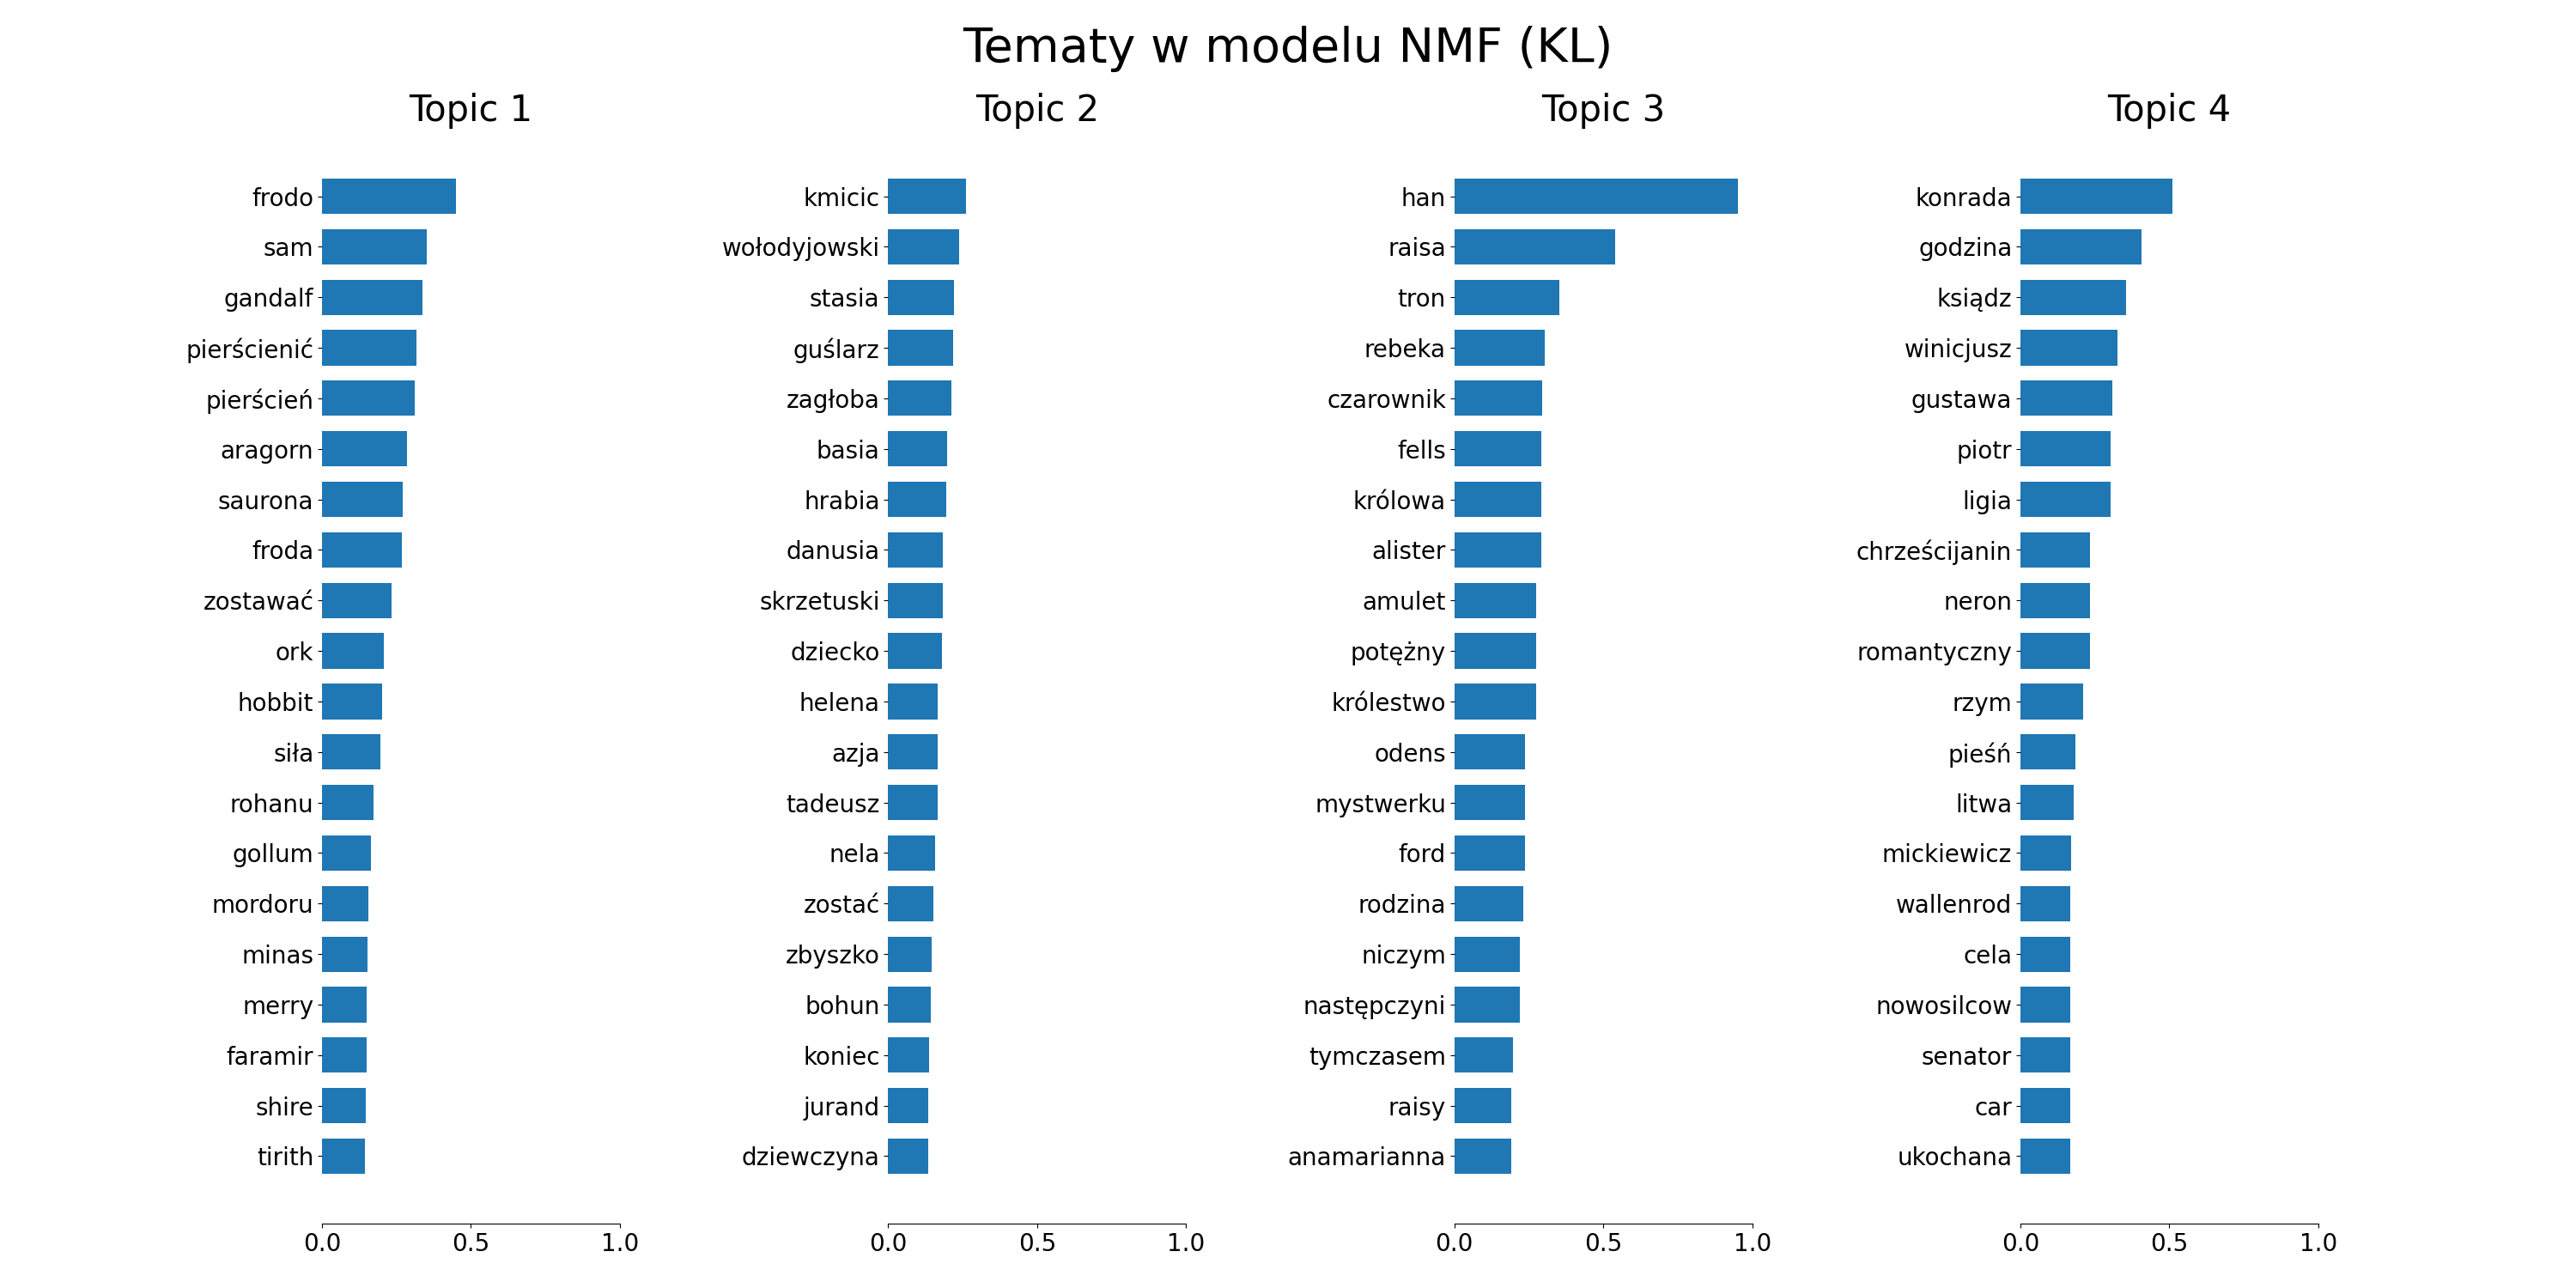 Tematy w modelu NMF (KL)
Topic 1
frodo
sam
gandalf
pierścienić
pierścień
aragorn
saurona
froda
zostawać
ork
hobbit
siła
rohanu
gollum
mordoru
minas
merry
faramir
shire
tirith
0.0 0.5 1.0
Topic 2
kmicic
wołodyjowski
stasia
guślarz
zagłoba
basia
hrabia
danusia
skrzetuski
dziecko
helena
azja
tadeusz
nela
zostać
zbyszko
bohun
koniec
jurand
dziewczyna
0.0 0.5 1.0
Topic 3
han
raisa
tron
rebeka
czarownik
fells
królowa
alister
amulet
potężny
królestwo
odens
mystwerku
ford
rodzina
niczym
następczyni
tymczasem
raisy
anamarianna
0.0 0.5 1.0
Topic 4
konrada
godzina
ksiądz
winicjusz
gustawa
piotr
ligia
chrześcijanin
neron
romantyczny
rzym
pieśń
litwa
mickiewicz
wallenrod
cela
nowosilcow
senator
car
ukochana
0.0 0.5 1.0